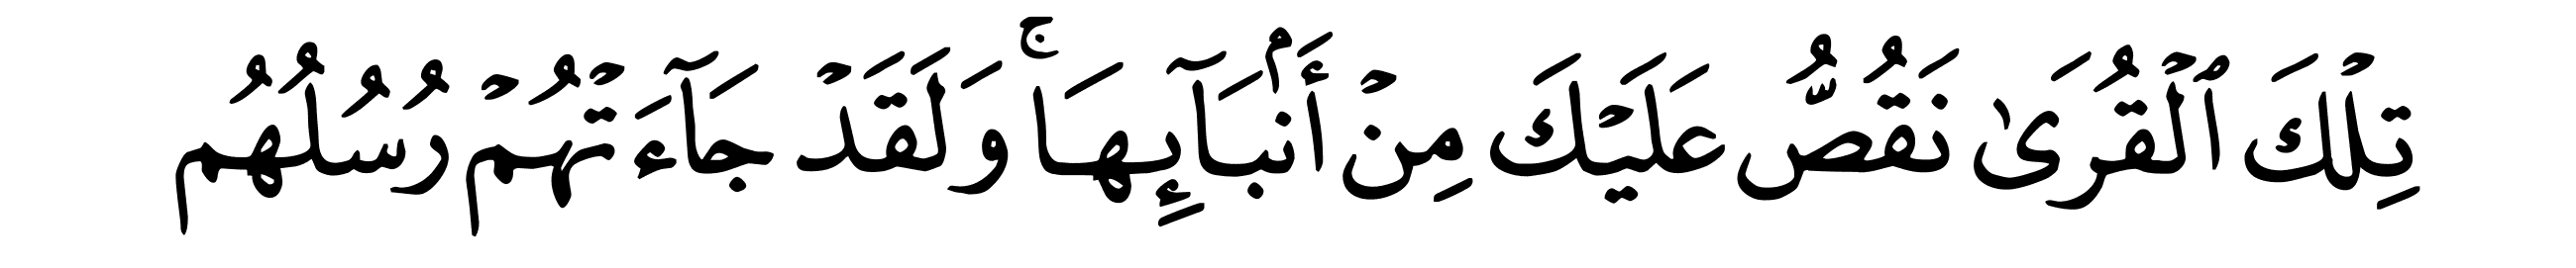 تِلۡكَ ٱلۡقُرَىٰ نَقُصُّ عَلَيۡكَ مِنۡ أَنۢبَآئِهَاۚ وَلَقَدۡ جَآءَتۡهُمۡ رُسُلُهُم